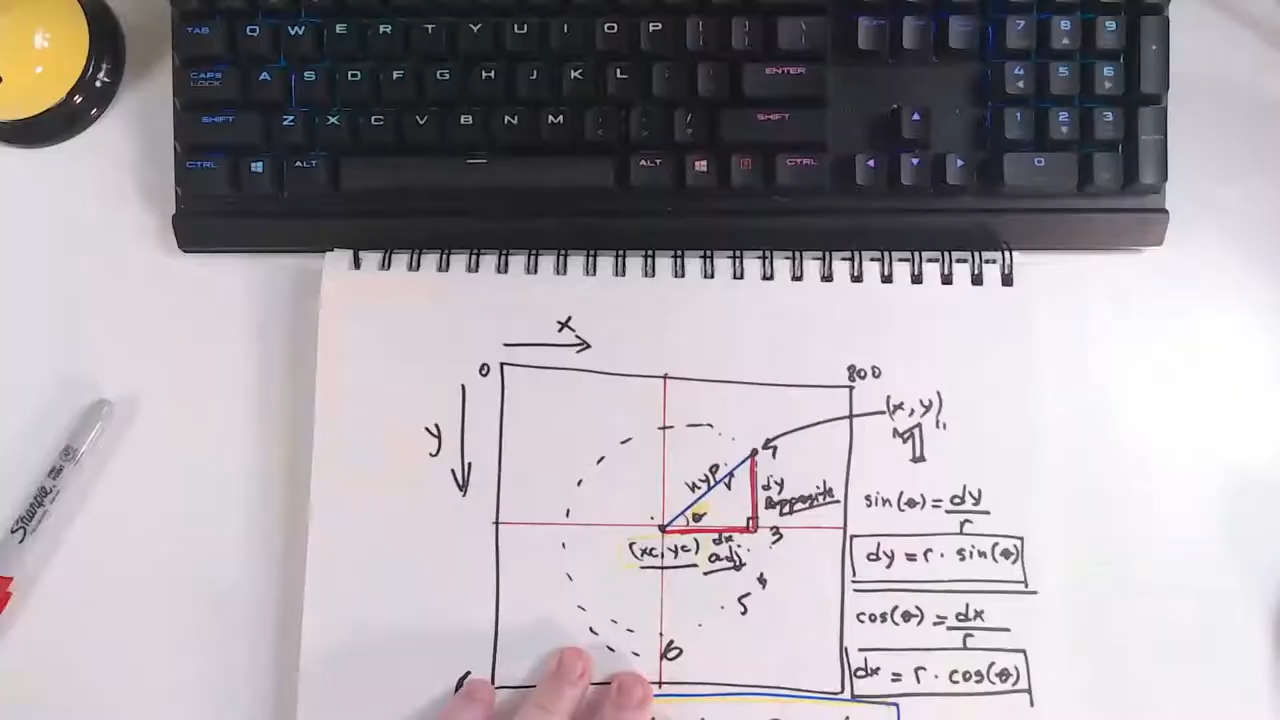 TAB Q W E R T Y U I O P [ ] \ 7 8 9
CAPS LOCK A S D F G H J K L ENTER 4 5 6
SHIFT Z X C V B N M < > / SHIFT 1 2 3
CTRL ALT ALT CTRL 0
Sharpie
x
0
800
y
(x, y)
1
hyp
r
dy
opposite
θ
(xc, yc)
dx
adj.
3
4
5
6
sin(θ) = dy/r
dy = r · sin(θ)
cos(θ) = dx/r
dx = r · cos(θ)